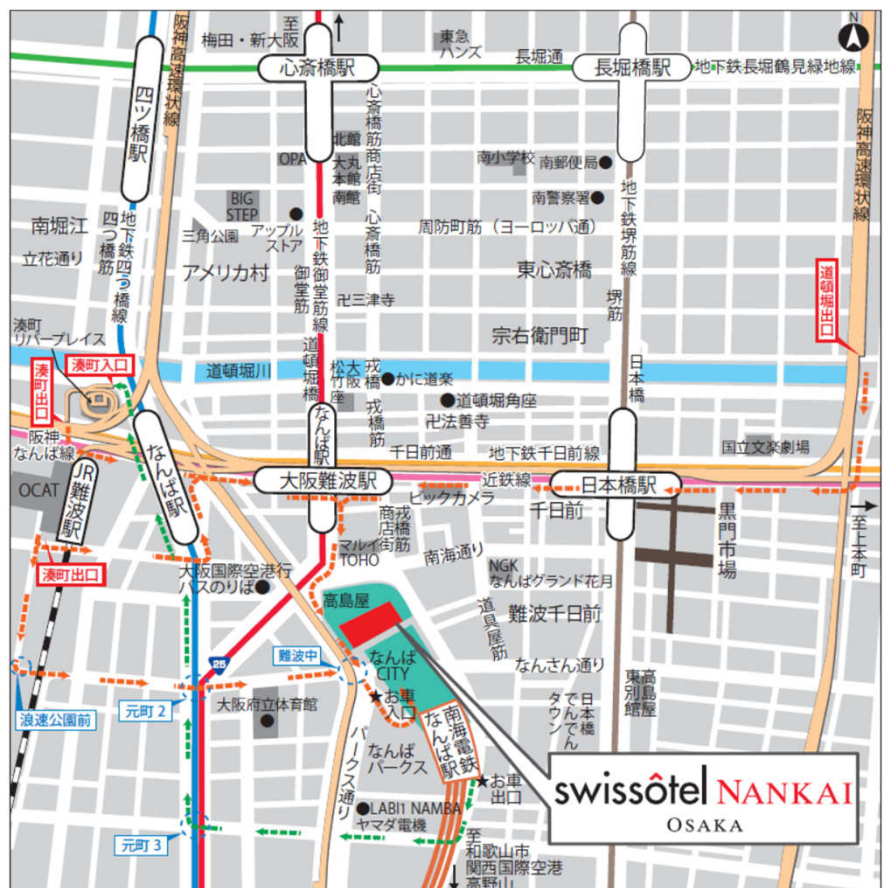 至
梅田・新大阪
阪神高速環状線
東急
ハンズ
N
心斎橋駅
長堀通
長堀橋駅
地下鉄長堀鶴見緑地線
四ツ橋駅
心斎橋筋商店街
心斎橋筋
阪神高速環状線
OPA
北館
大丸
本館
南館
南小学校
南郵便局
南警察署
BIG
STEP
南堀江
立花通り
四つ橋筋
地下鉄四つ橋線
三角公園
アップル
ストア
アメリカ村
御堂筋
地下鉄御堂筋線
卍三津寺
周防町筋（ヨーロッパ通）
東心斎橋
地下鉄堺筋線
堺筋
宗右衛門町
道頓堀出口
湊町
リバープレイス
湊町入口
湊町出口
道頓堀川
道頓堀橋
大阪
松竹座
戎橋
戎橋筋
かに道楽
道頓堀角座
卍法善寺
日本橋
阪神
なんば線
なんば駅
なんば駅
千日前通
地下鉄千日前線
国立文楽劇場
OCAT
JR難波駅
大阪難波駅
近鉄線
日本橋駅
ビックカメラ
千日前
黒門市場
至上本町
戎橋筋
商店街
マルイ
TOHO
南海通り
湊町出口
大阪国際空港行
バスのりば
NGK
なんばグランド花月
高島屋
道具屋筋
難波千日前
25
難波中
なんば
CITY
なんさん通り
浪速公園前
元町 2
大阪府立体育館
★お車
入口
高島屋
東別館
日本橋
でんでん
タウン
南海電鉄
なんば駅
パークス通り
なんば
パークス
★お車
出口
swissôtel NANKAI
OSAKA
LABI1 NAMBA
ヤマダ電機
元町 3
至
和歌山市
関西国際空港
高野山